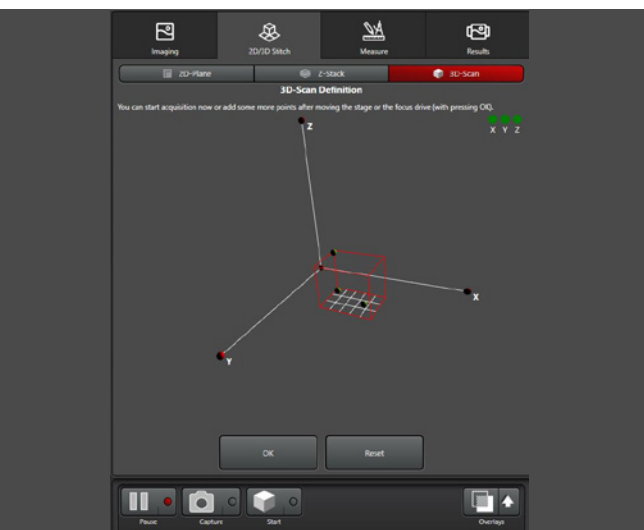 Imaging
2D/3D Stitch
Measure
Results
2D-Plane
Z-Stack
3D-Scan
3D-Scan Definition
You can start acquisition now or add some more points after moving the stage or the focus drive (with pressing OK).
X Y Z
Z
X
Y
OK
Reset
Pause
Capture
Start
Overlays